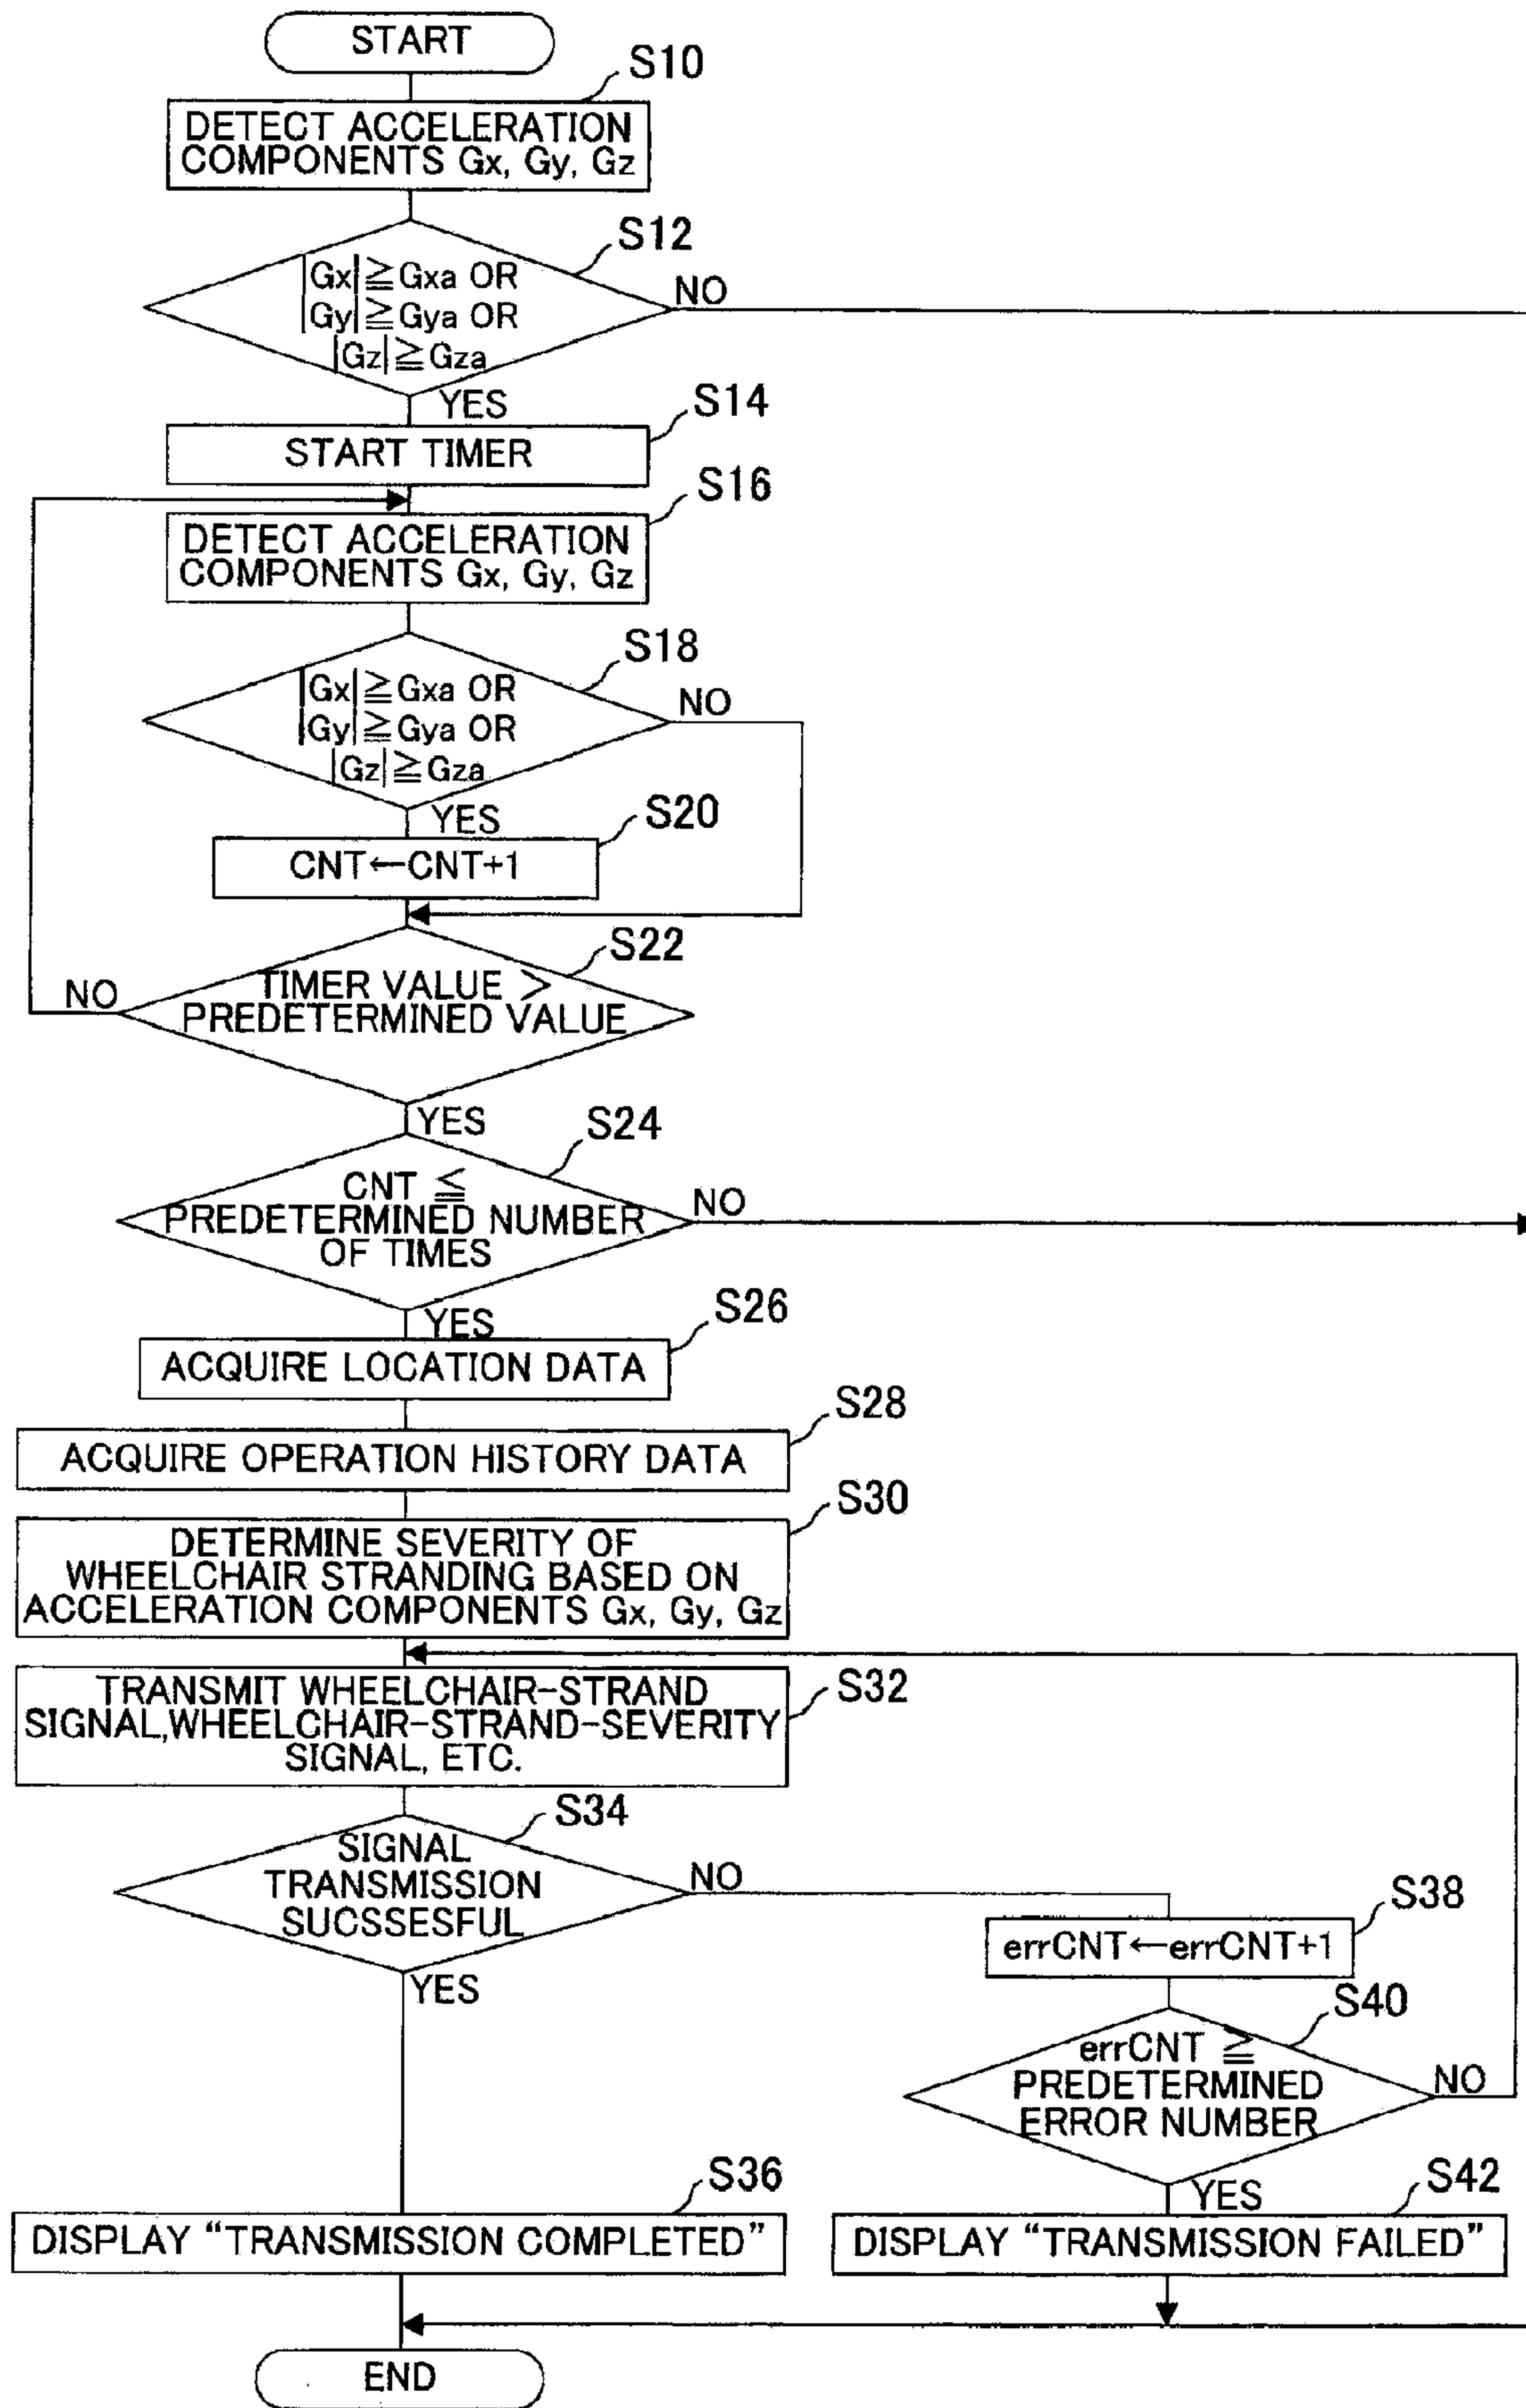 START
S10
DETECT ACCELERATION
COMPONENTS Gx, Gy, Gz
S12
|Gx|≧Gxa OR
|Gy|≧Gya OR
|Gz|≧Gza
NO
YES
S14
START TIMER
S16
DETECT ACCELERATION
COMPONENTS Gx, Gy, Gz
S18
|Gx|≧Gxa OR
|Gy|≧Gya OR
|Gz|≧Gza
NO
YES
S20
CNT←CNT+1
S22
TIMER VALUE >
PREDETERMINED VALUE
NO
YES
S24
CNT ≦
PREDETERMINED NUMBER
OF TIMES
NO
YES
S26
ACQUIRE LOCATION DATA
S28
ACQUIRE OPERATION HISTORY DATA
S30
DETERMINE SEVERITY OF
WHEELCHAIR STRANDING BASED ON
ACCELERATION COMPONENTS Gx, Gy, Gz
S32
TRANSMIT WHEELCHAIR-STRAND
SIGNAL,WHEELCHAIR-STRAND-SEVERITY
SIGNAL, ETC.
S34
SIGNAL
TRANSMISSION
SUCSSESFUL
NO
YES
S38
errCNT←errCNT+1
S40
errCNT ≧
PREDETERMINED
ERROR NUMBER
NO
YES
S36
DISPLAY “TRANSMISSION COMPLETED”
S42
DISPLAY “TRANSMISSION FAILED”
END